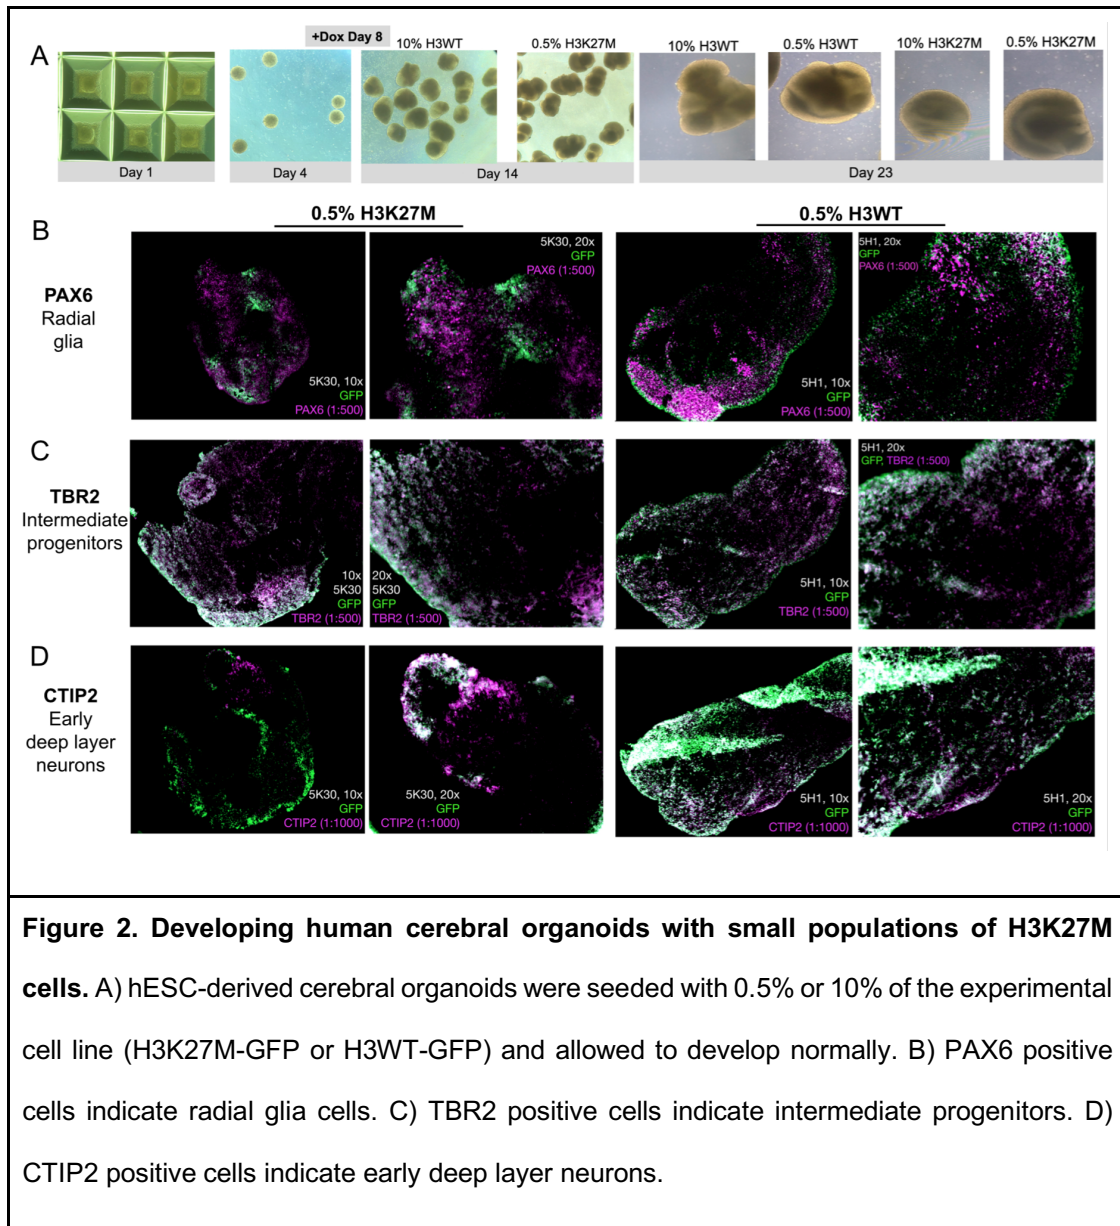 A
+Dox Day 8
10% H3WT
0.5% H3K27M
10% H3WT
0.5% H3WT
10% H3K27M
0.5% H3K27M
Day 1
Day 4
Day 14
Day 23
0.5% H3K27M
0.5% H3WT
B
PAX6
Radial
glia
5K30, 10x
GFP
PAX6 (1:500)
5K30, 20x
GFP
PAX6 (1:500)
5H1, 10x
GFP
PAX6 (1:500)
5H1, 20x
GFP
PAX6 (1:500)
C
TBR2
Intermediate
progenitors
10x
5K30
GFP
TBR2 (1:500)
20x
5K30
GFP
TBR2 (1:500)
5H1, 10x
GFP
TBR2 (1:500)
5H1, 20x
GFP, TBR2 (1:500)
D
CTIP2
Early
deep layer
neurons
5K30, 10x
GFP
CTIP2 (1:1000)
5K30, 20x
GFP
CTIP2 (1:1000)
5H1, 10x
GFP
CTIP2 (1:1000)
5H1, 20x
GFP
CTIP2 (1:1000)
Figure 2. Developing human cerebral organoids with small populations of H3K27M
cells. A) hESC-derived cerebral organoids were seeded with 0.5% or 10% of the experimental
cell line (H3K27M-GFP or H3WT-GFP) and allowed to develop normally. B) PAX6 positive
cells indicate radial glia cells. C) TBR2 positive cells indicate intermediate progenitors. D)
CTIP2 positive cells indicate early deep layer neurons.